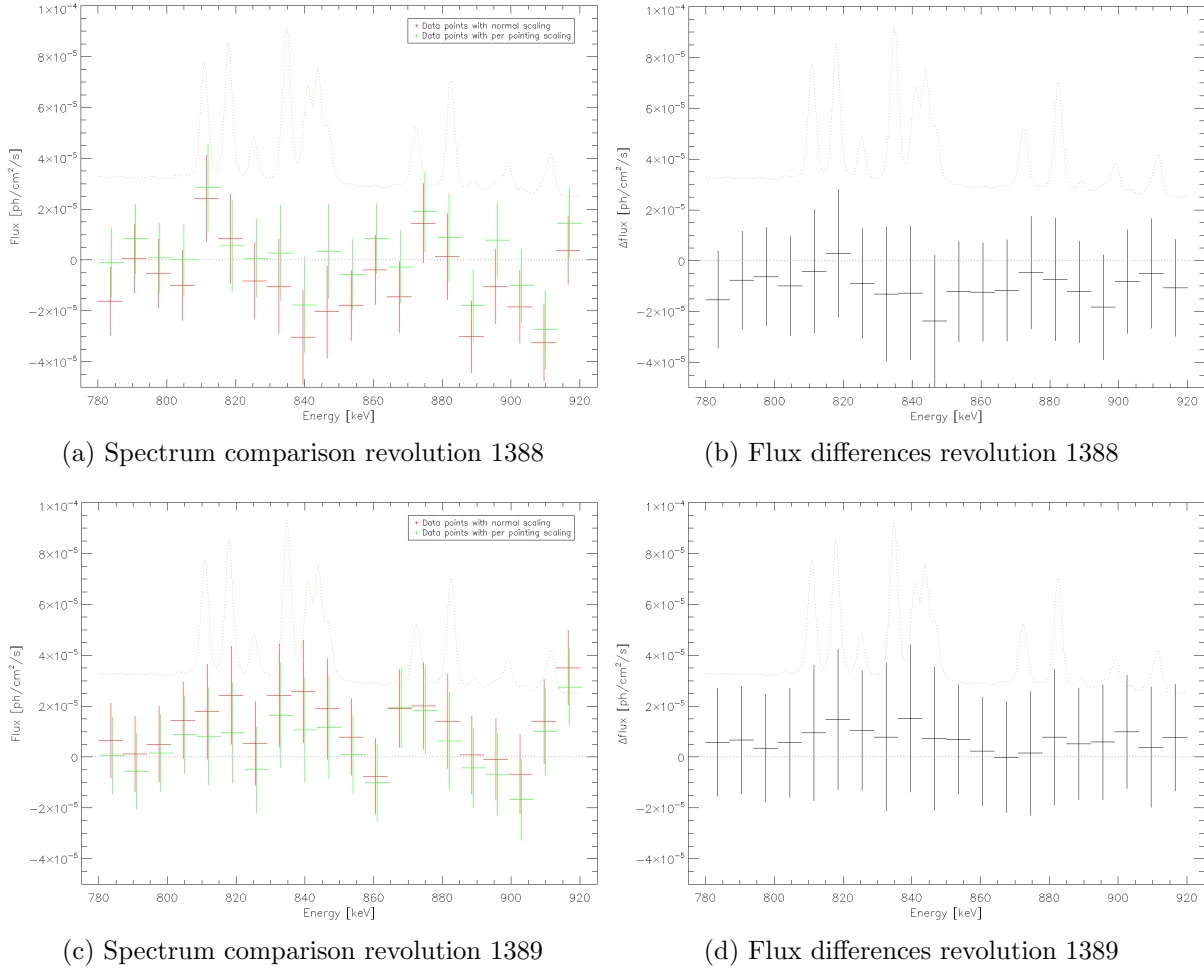 1×10⁻⁴
8×10⁻⁵
6×10⁻⁵
4×10⁻⁵
2×10⁻⁵
0
−2×10⁻⁵
−4×10⁻⁵
Flux [ph/cm²/s]
Data points with normal scaling
Data points with per pointing scaling
780 800 820 840 860 880 900 920
Energy [keV]
(a) Spectrum comparison revolution 1388
1×10⁻⁴
8×10⁻⁵
6×10⁻⁵
4×10⁻⁵
2×10⁻⁵
0
−2×10⁻⁵
−4×10⁻⁵
Δflux [ph/cm²/s]
780 800 820 840 860 880 900 920
Energy [keV]
(b) Flux differences revolution 1388
1×10⁻⁴
8×10⁻⁵
6×10⁻⁵
4×10⁻⁵
2×10⁻⁵
0
−2×10⁻⁵
−4×10⁻⁵
Flux [ph/cm²/s]
Data points with normal scaling
Data points with per pointing scaling
780 800 820 840 860 880 900 920
Energy [keV]
(c) Spectrum comparison revolution 1389
1×10⁻⁴
8×10⁻⁵
6×10⁻⁵
4×10⁻⁵
2×10⁻⁵
0
−2×10⁻⁵
−4×10⁻⁵
Δflux [ph/cm²/s]
780 800 820 840 860 880 900 920
Energy [keV]
(d) Flux differences revolution 1389